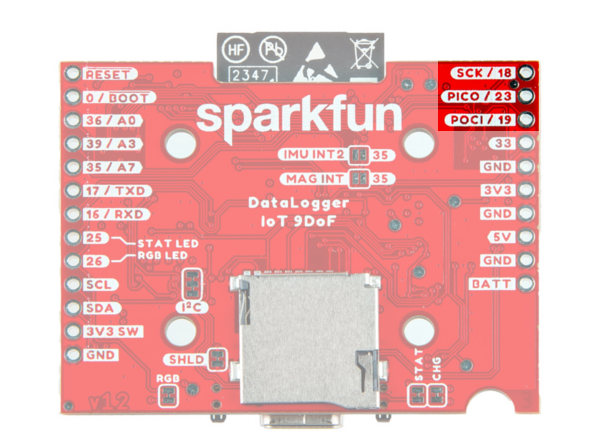 HF Pb
2347
RESET
0 / BOOT
36 / A0
39 / A3
35 / A7
17 / TXD
16 / RXD
25 STAT LED
26 RGB LED
SCL
SDA
3V3 SW
GND
sparkfun
IMU INT2 35
MAG INT 35
DataLogger
IoT 9DoF
I²C
SHLD
RGB
STAT
CHG
v12
SCK / 18
PICO / 23
POCI / 19
33
GND
3V3
GND
5V
GND
BATT